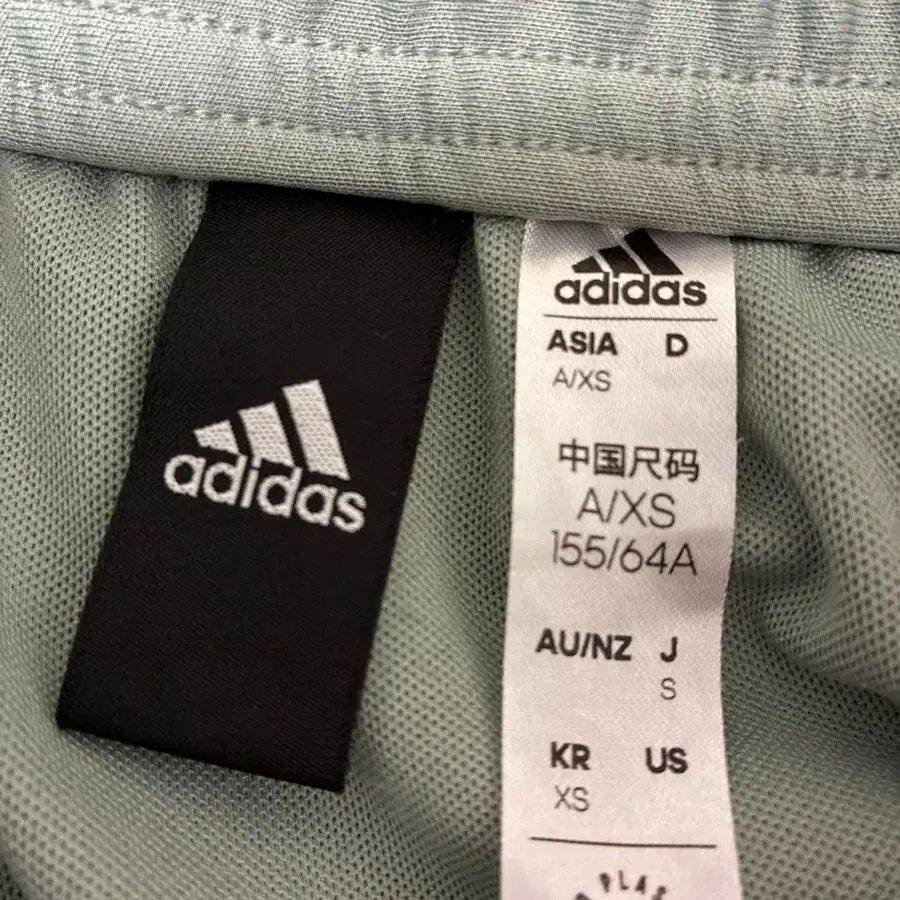 adidas
adidas
ASIA D
A/XS
中国尺码
A/XS
155/64A
AU/NZ J
S
KR US
XS